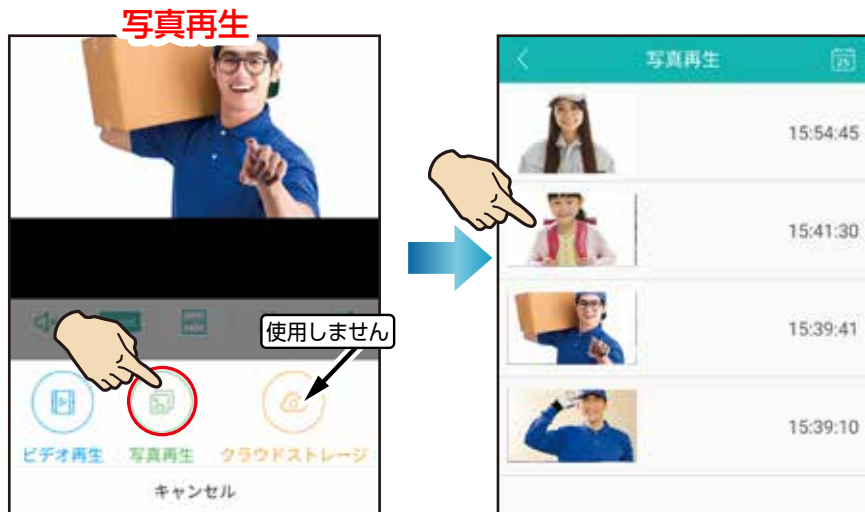 写真再生
使用しません
ビデオ再生
写真再生
クラウドストレージ
キャンセル
写真再生
25
15:54:45
15:41:30
15:39:41
15:39:10